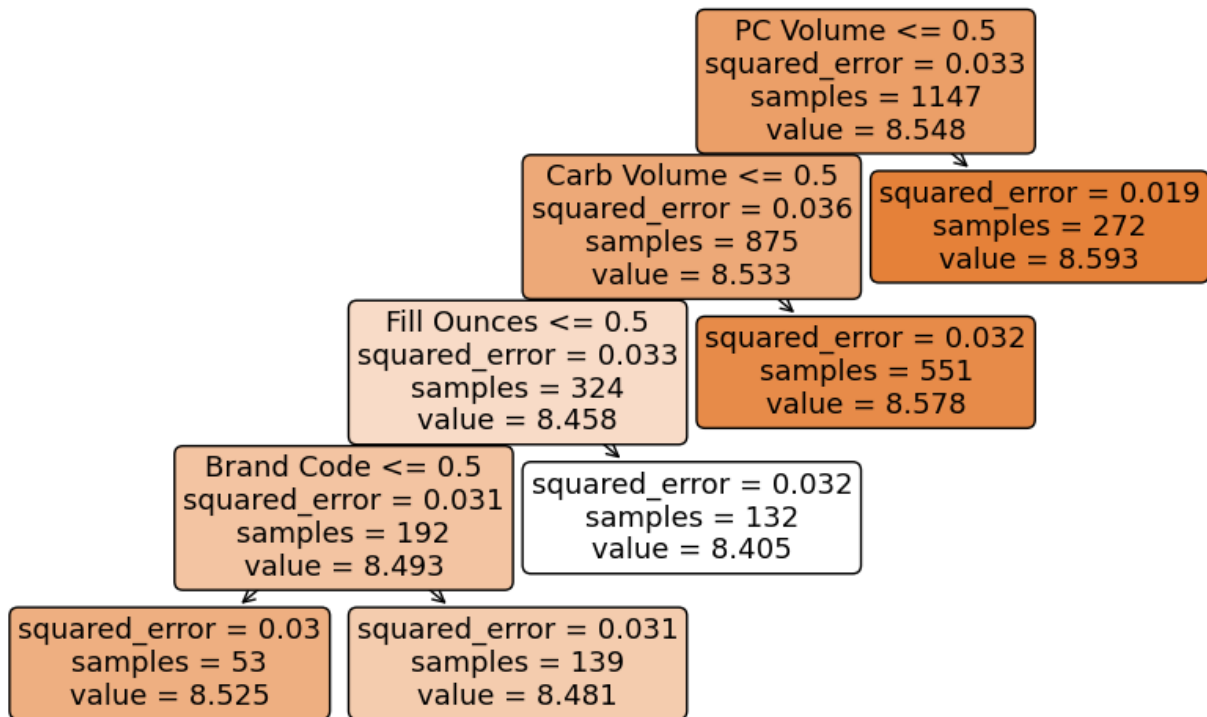 PC Volume <= 0.5
squared_error = 0.033
samples = 1147
value = 8.548
Carb Volume <= 0.5
squared_error = 0.036
samples = 875
value = 8.533
squared_error = 0.019
samples = 272
value = 8.593
Fill Ounces <= 0.5
squared_error = 0.033
samples = 324
value = 8.458
squared_error = 0.032
samples = 551
value = 8.578
Brand Code <= 0.5
squared_error = 0.031
samples = 192
value = 8.493
squared_error = 0.032
samples = 132
value = 8.405
squared_error = 0.03
samples = 53
value = 8.525
squared_error = 0.031
samples = 139
value = 8.481